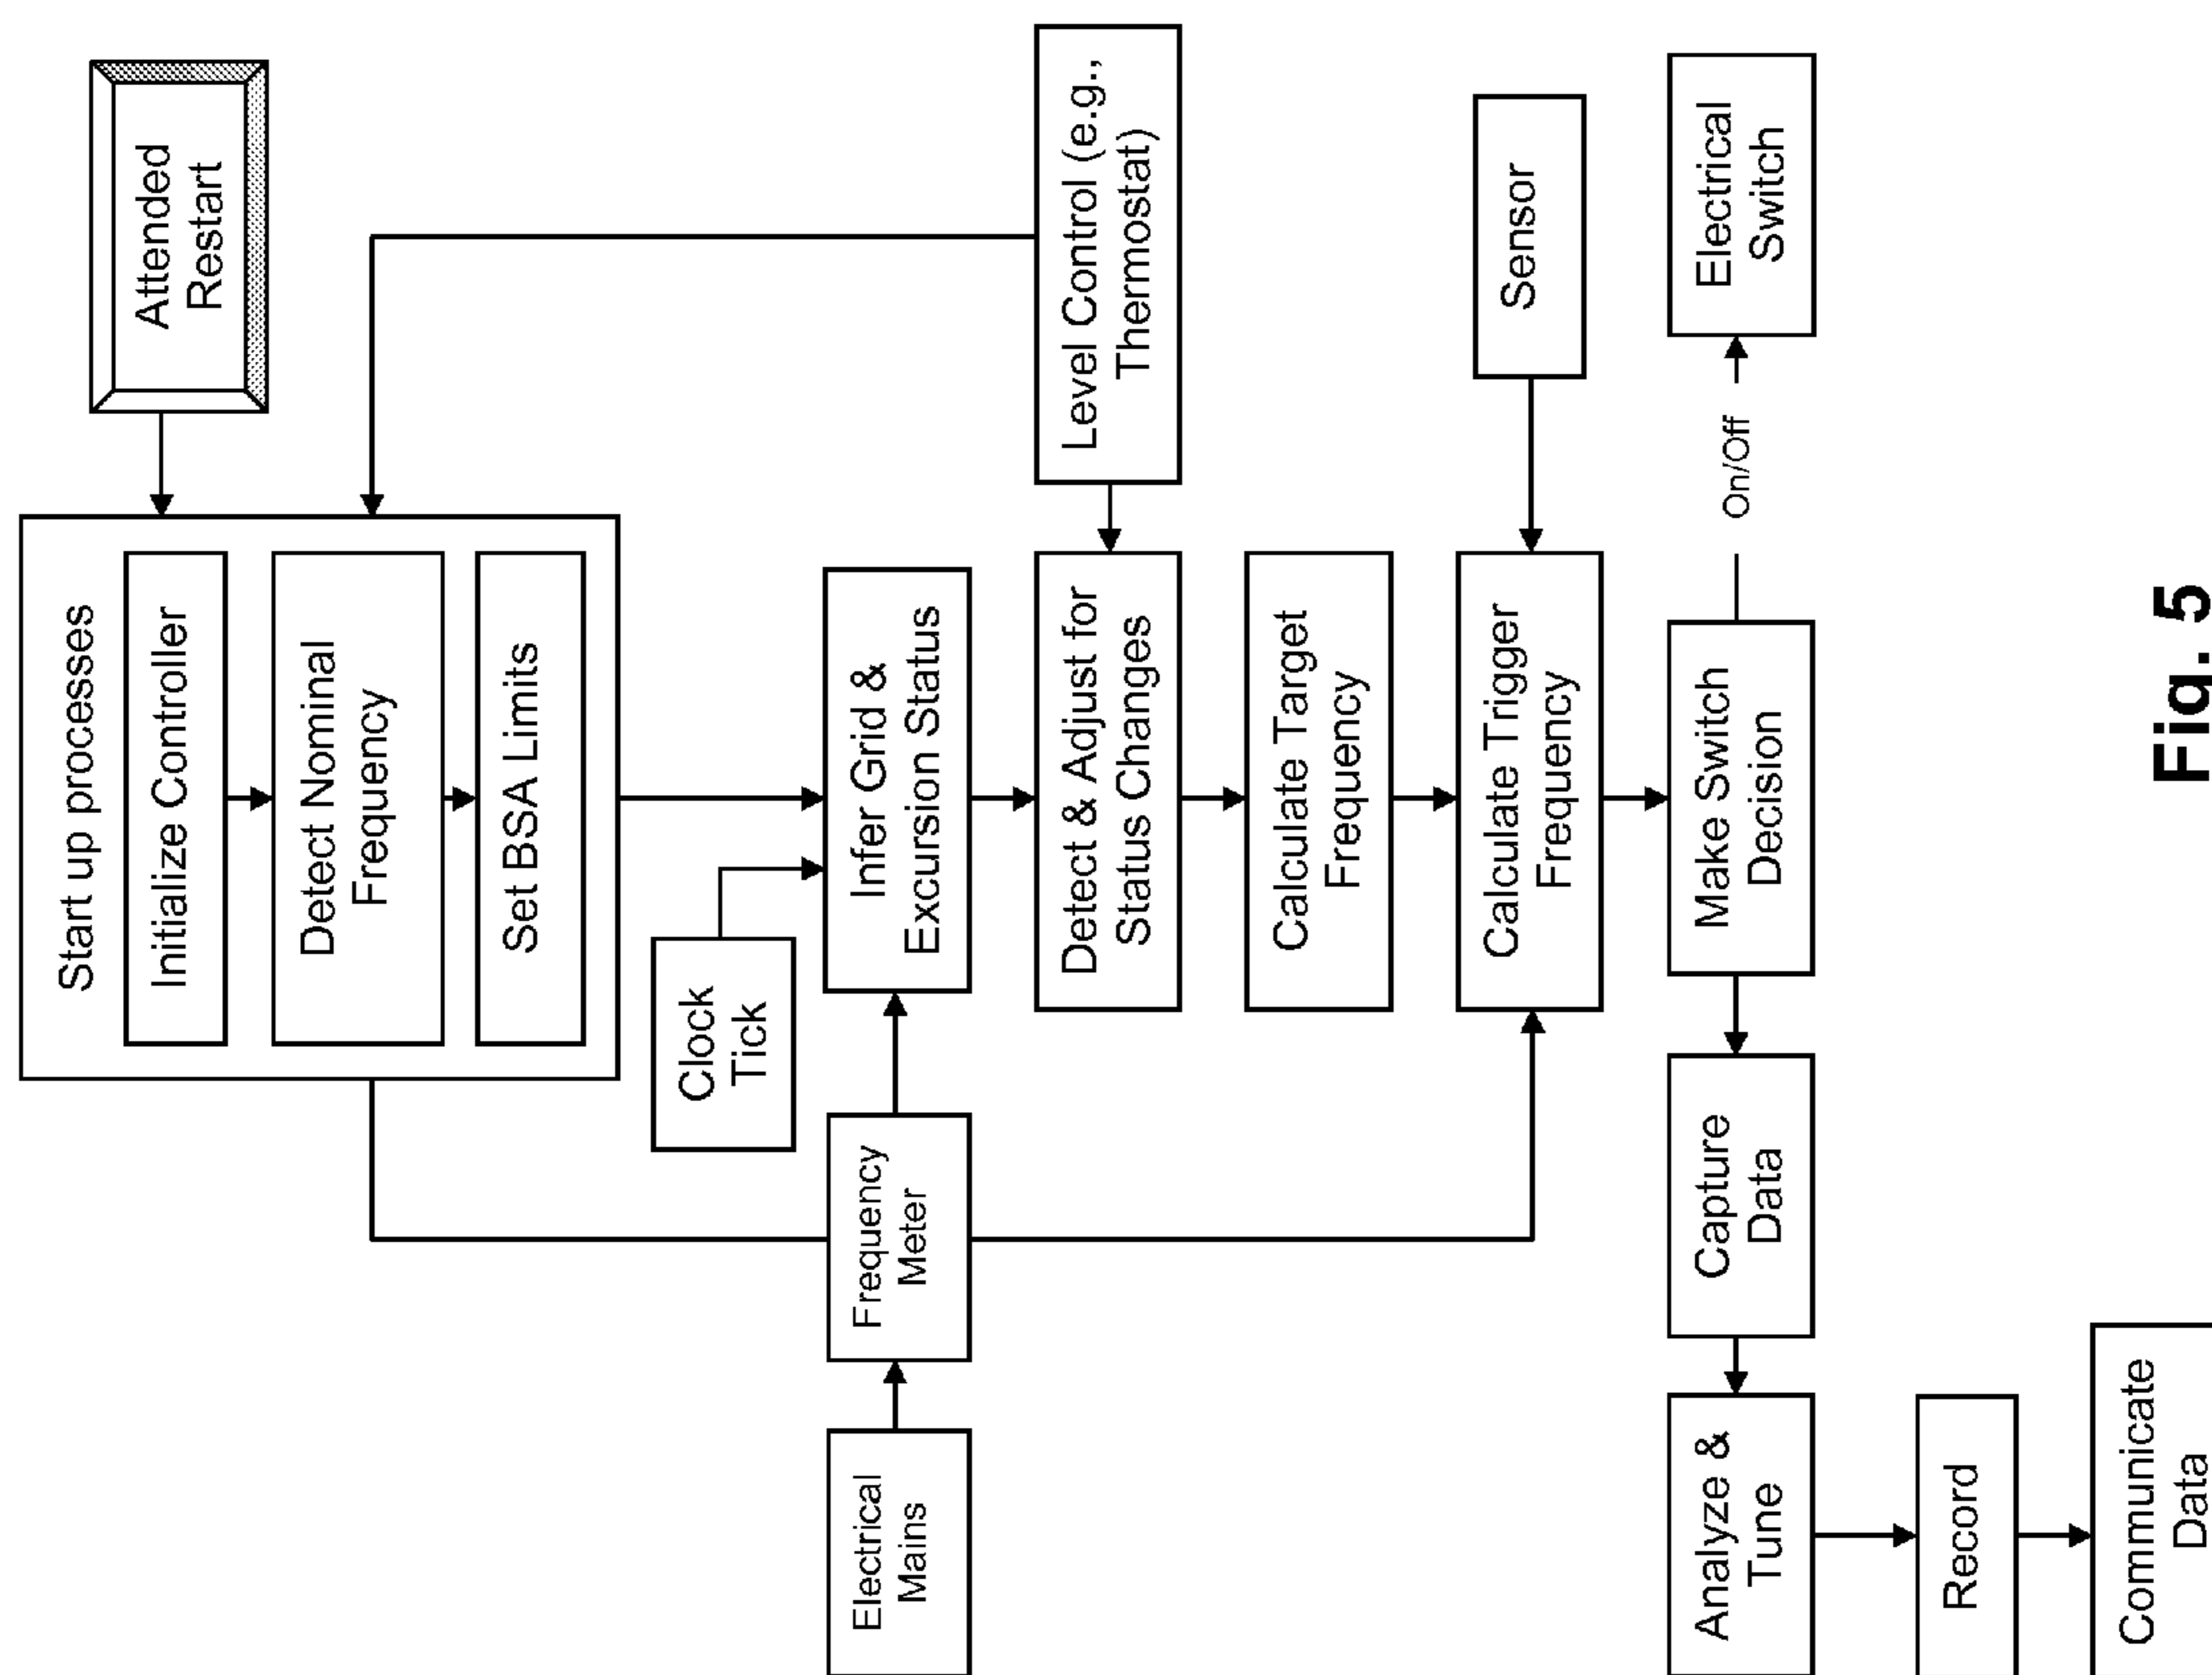 Attended
Restart
Start up processes
Initialize Controller
Detect Nominal
Frequency
Set BSA Limits
Clock
Tick
Electrical
Mains
Frequency
Meter
Infer Grid &
Excursion Status
Level Control (e.g.,
Thermostat)
Detect & Adjust for
Status Changes
Calculate Target
Frequency
Calculate Trigger
Frequency
Sensor
Analyze &
Tune
Capture
Data
Make Switch
Decision
On/Off
Electrical
Switch
Record
Communicate
Data
Fig. 5